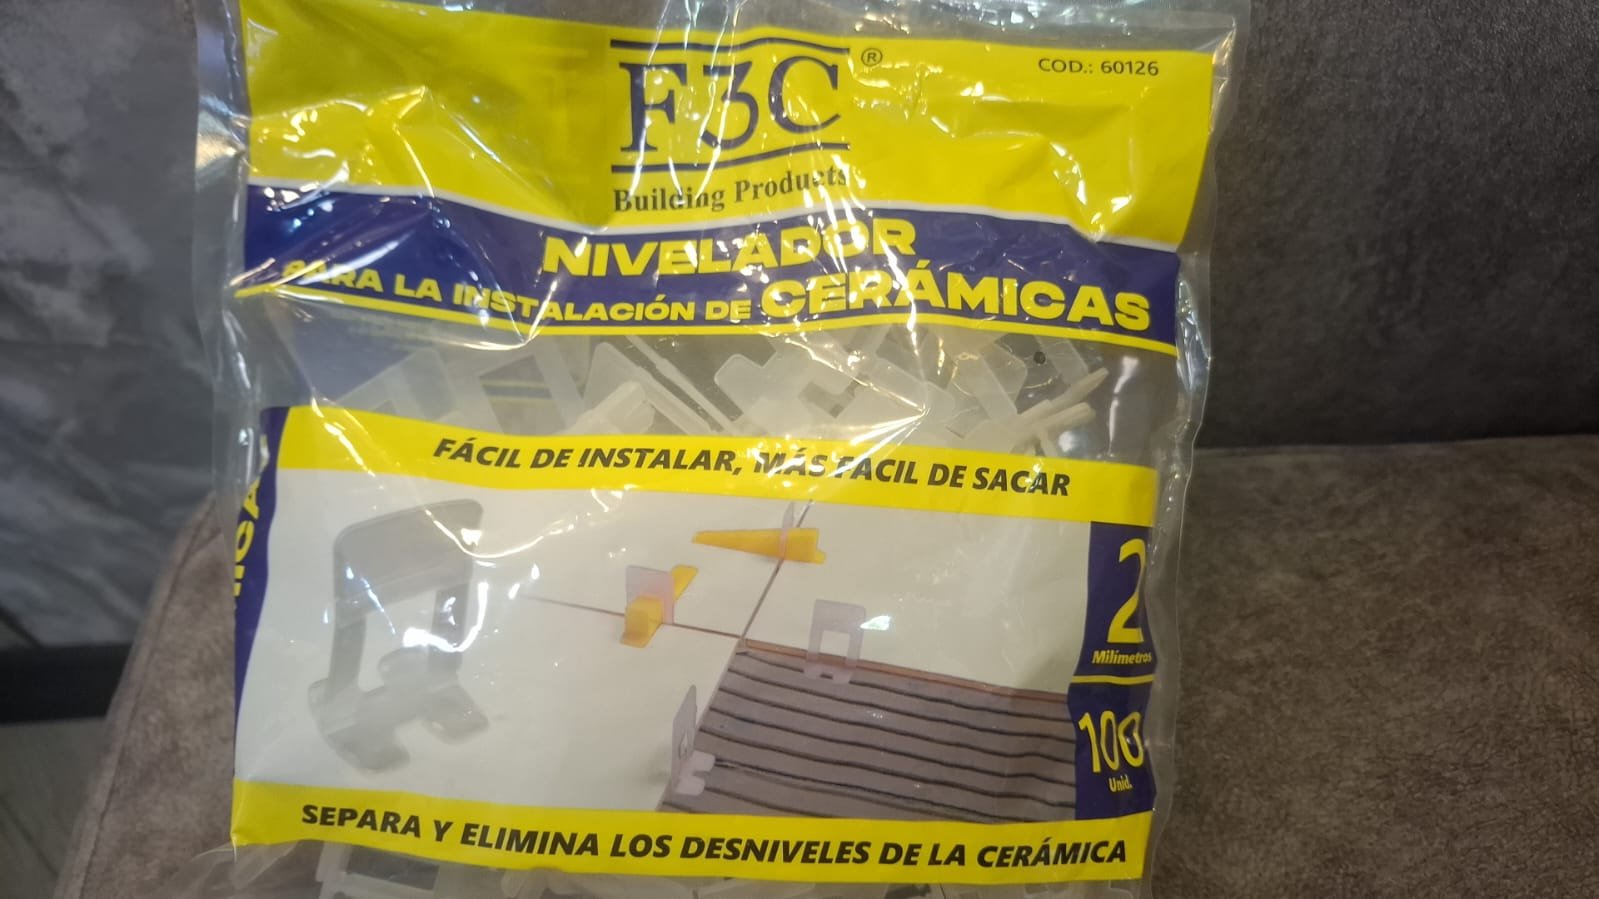 F3C®
COD.: 60126
Building Products
NIVELADOR
PARA LA INSTALACIÓN DE CERÁMICAS
FÁCIL DE INSTALAR, MÁS FACIL DE SACAR
2
Milímetros
100
Unid.
SEPARA Y ELIMINA LOS DESNIVELES DE LA CERÁMICA